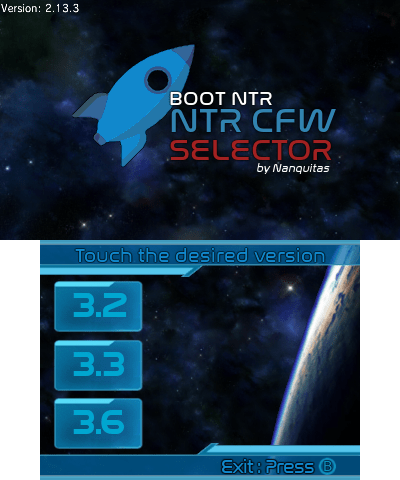 Version: 2.13.3
BOOT NTR
NTR CFW
SELECTOR
by Nanquitas
Touch the desired version
3.2
3.3
3.6
Exit : Press Ⓑ